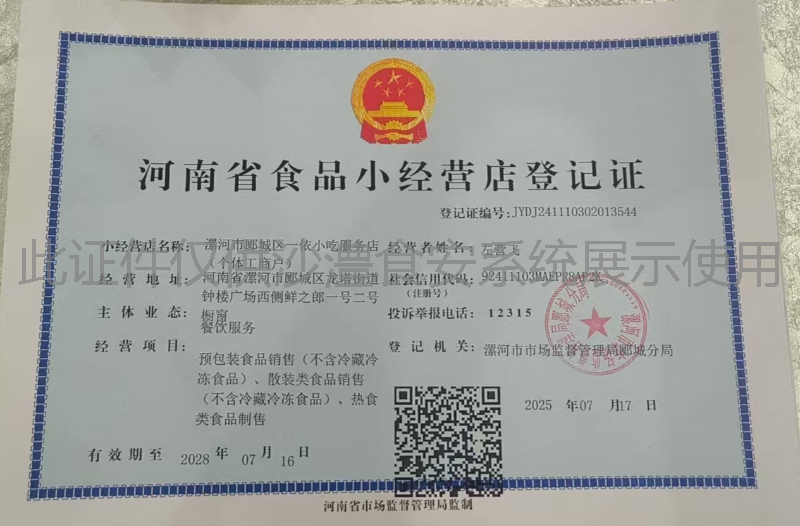 河南省食品小经营店登记证
登记证编号:JYDJ241110302013544
小经营店名称: 漯河市郾城区一依小吃服务店
(个体工商户)
经营者姓名: 左营飞
经营地址: 河南省漯河市郾城区龙塔街道
钟楼广场西侧鲜之郎一号二号
橱窗
社会信用代码:
(注册号)
主体业态: 餐饮服务
投诉举报电话: 12315
经营项目: 预包装食品销售(不含冷藏冷
冻食品)、散装类食品销售
(不含冷藏冷冻食品)、热食
类食品制售
登记机关: 漯河市市场监督管理局郾城分局
2025 年07 月17 日
有效期至 2028 年 07 月 16 日
河南省市场监督管理局监制
此证件仅供沙澧食安系统展示使用